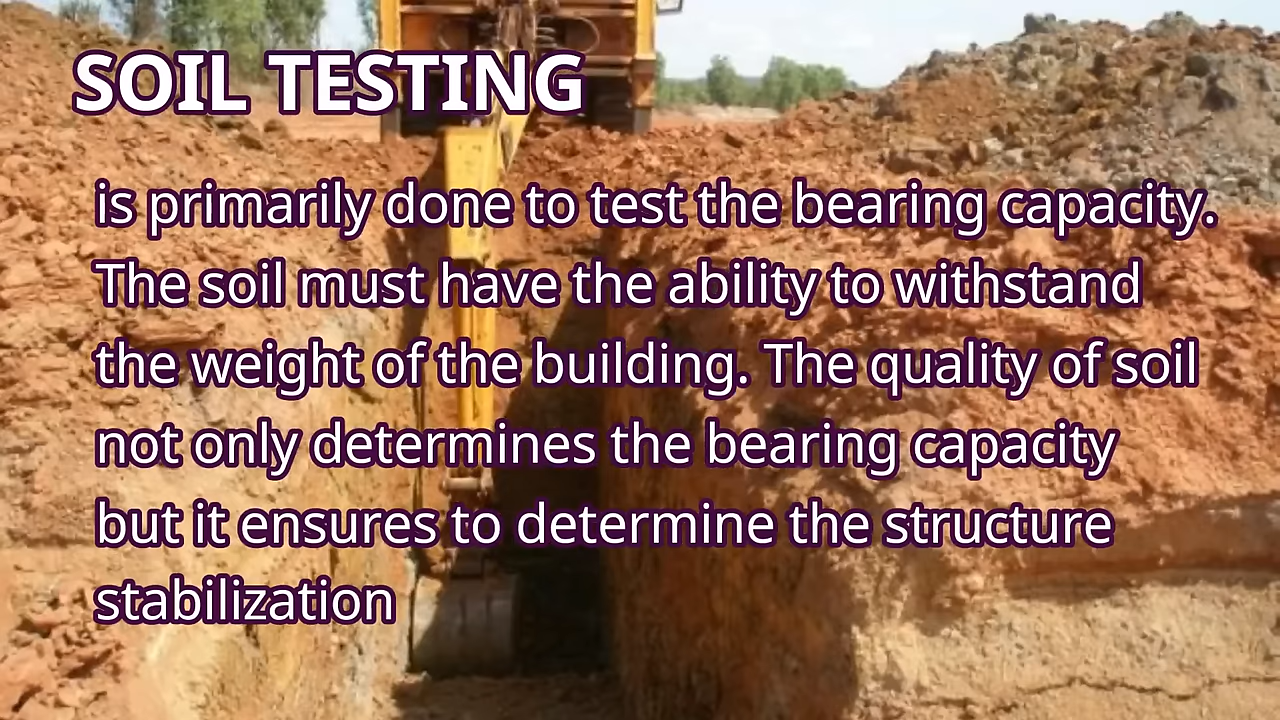 SOIL TESTING
is primarily done to test the bearing capacity.
The soil must have the ability to withstand
the weight of the building. The quality of soil
not only determines the bearing capacity
but it ensures to determine the structure
stabilization